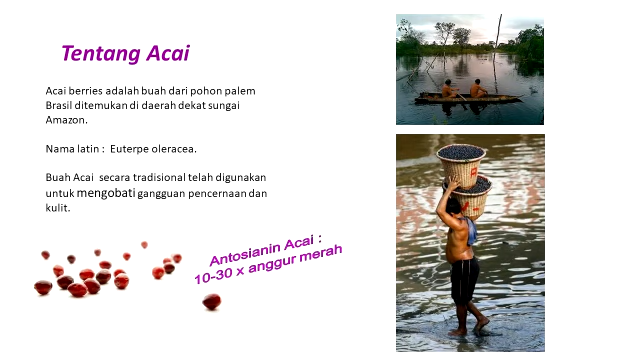 Tentang Acai
Acai berries adalah buah dari pohon palem
Brasil ditemukan di daerah dekat sungai
Amazon.
Nama latin :  Euterpe oleracea.
Buah Acai  secara tradisional telah digunakan
untuk mengobati gangguan pencernaan dan
kulit.
Antosianin Acai :
10-30 x anggur merah